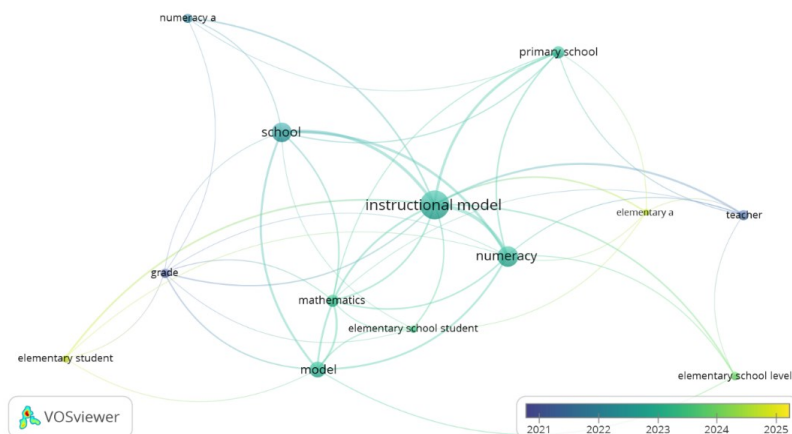 numeracy a
primary school
school
instructional model
elementary a
teacher
numeracy
grade
mathematics
elementary school student
elementary student
model
elementary school level
VOSviewer
2021 2022 2023 2024 2025